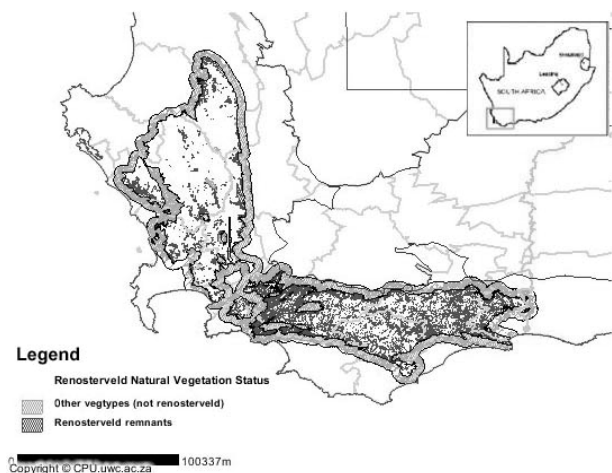 Lesotho
SOUTH AFRICA
Legend
Renosterveld Natural Vegetation Status
Other vegtypes (not renosterveld)
Renosterveld remnants
0 100337m
Copyright © CPU.uwc.ac.za